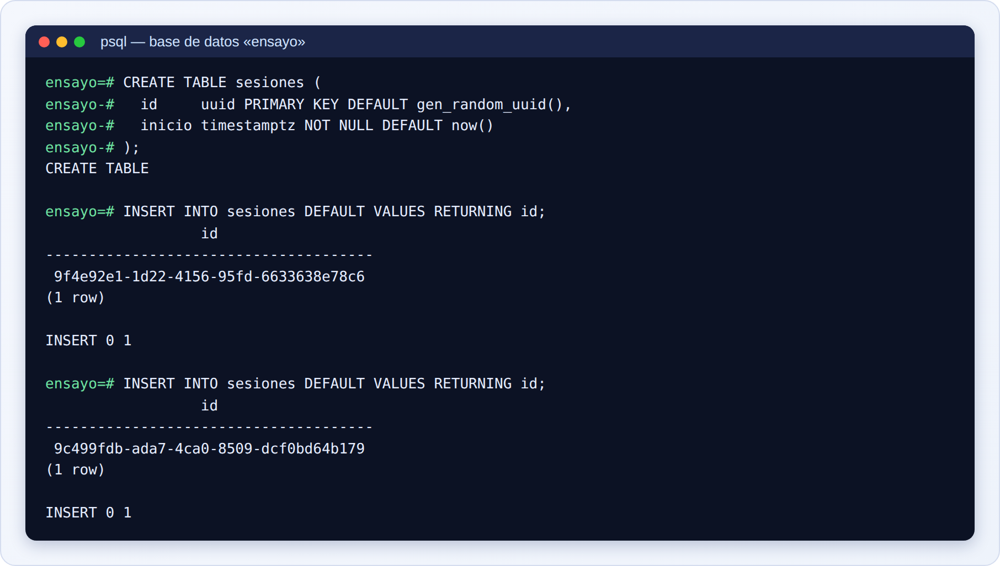 psql — base de datos «ensayo»
ensayo=# CREATE TABLE sesiones (
ensayo-#   id     uuid PRIMARY KEY DEFAULT gen_random_uuid(),
ensayo-#   inicio timestamptz NOT NULL DEFAULT now()
ensayo-# );
CREATE TABLE
ensayo=# INSERT INTO sesiones DEFAULT VALUES RETURNING id;
                  id
--------------------------------------
 9f4e92e1-1d22-4156-95fd-6633638e78c6
(1 row)
INSERT 0 1
ensayo=# INSERT INTO sesiones DEFAULT VALUES RETURNING id;
                  id
--------------------------------------
 9c499fdb-ada7-4ca0-8509-dcf0bd64b179
(1 row)
INSERT 0 1